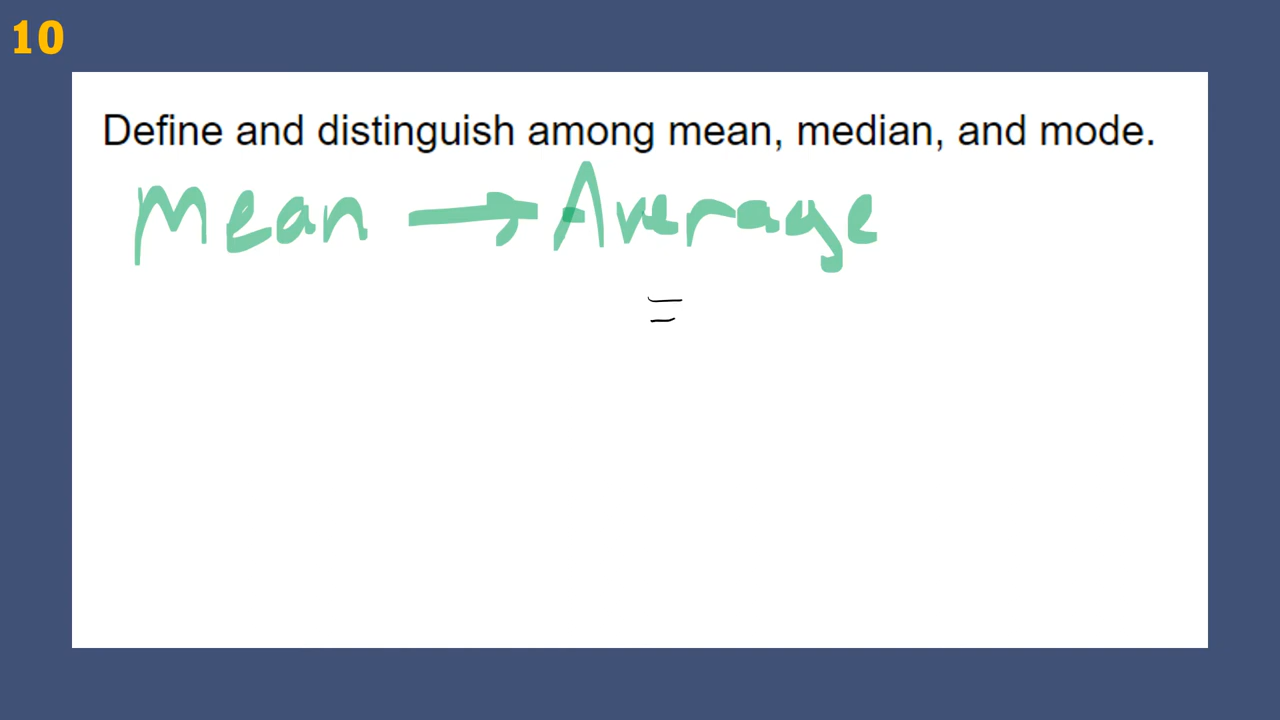 10
Define and distinguish among mean, median, and mode.
Mean → Average
=